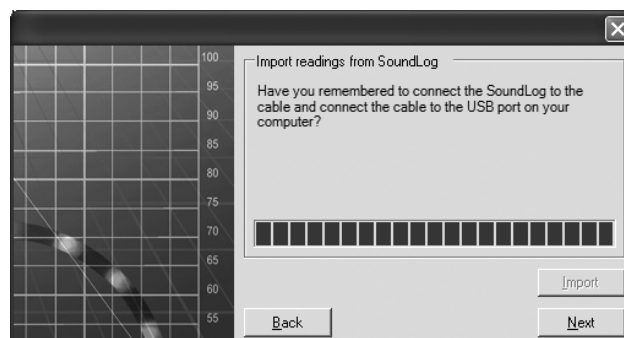 Import readings from SoundLog
Have you remembered to connect the SoundLog to the
cable and connect the cable to the USB port on your
computer?
100
95
90
85
80
75
70
65
60
55
Import
Back
Next